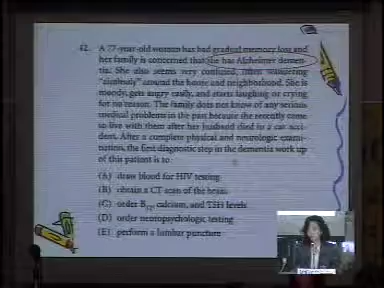 42. A 77-year-old woman has had gradual memory loss and
her family is concerned that she has Alzheimer demen-
tia. She also seems very confused, often wandering
"aimlessly" around the house and neighborhood. She is
moody, gets angry easily, and starts laughing or crying
for no reason. The family does not know of any serious
medical problems in the past because she recently came
to live with them after her husband died in a car acci-
dent. After a complete physical and neurologic exami-
nation, the first diagnostic step in the dementia work up
of this patient is to
(A) draw blood for HIV testing
(B) obtain a CT scan of the brain
(C) order B12, calcium, and TSH levels
(D) order neuropsychologic testing
(E) perform a lumbar puncture